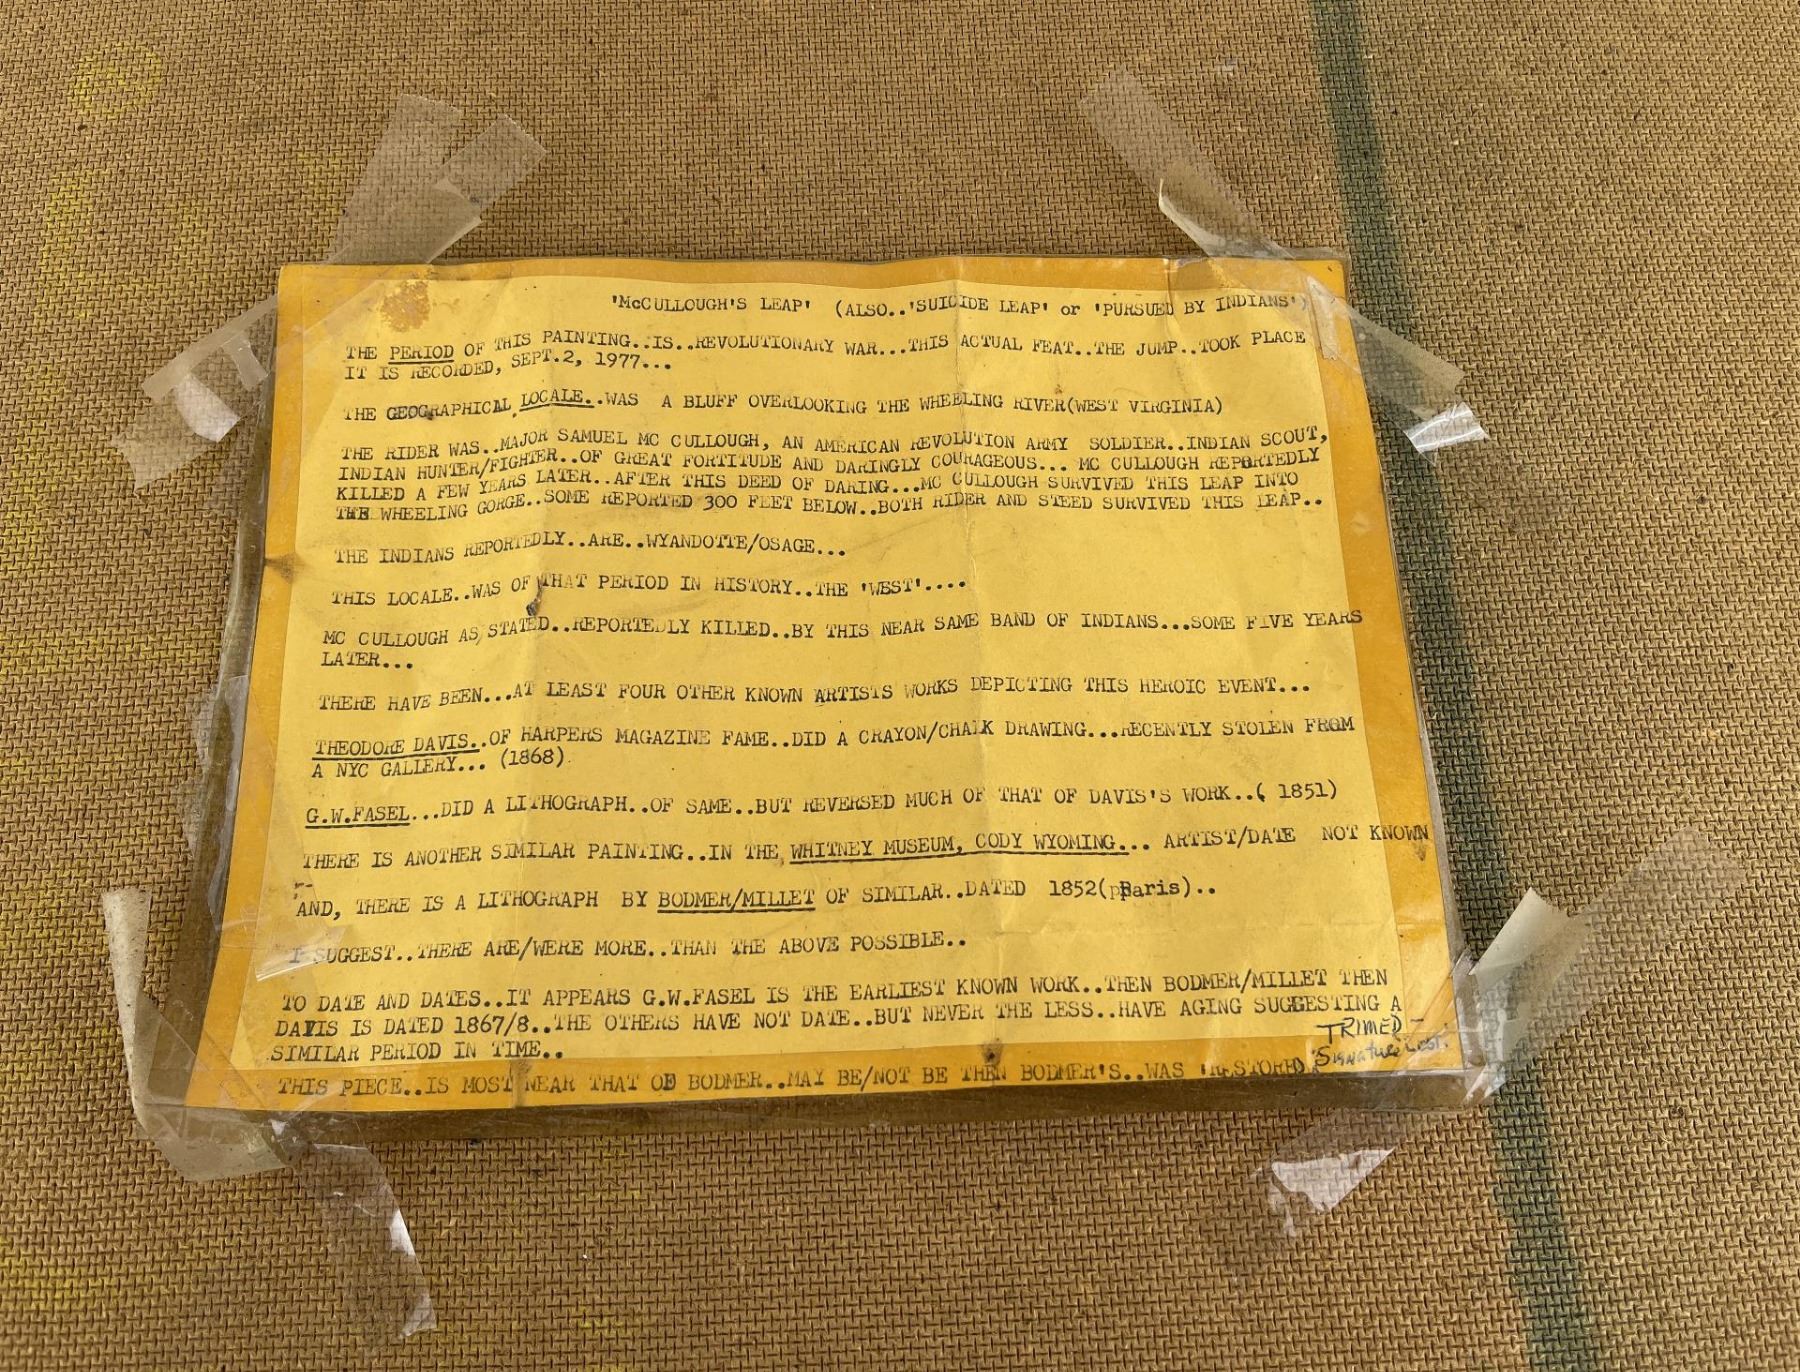 'McCULLOUGH'S LEAP' (ALSO..'SUICIDE LEAP' or 'PURSUED BY INDIANS')
THE PERIOD OF THIS PAINTING..IS..REVOLUTIONARY WAR...THIS ACTUAL FEAT..THE JUMP..TOOK PLACE
IT IS RECORDED, SEPT.2, 1977...
THE GEOGRAPHICAL LOCALE..WAS A BLUFF OVERLOOKING THE WHEELING RIVER(WEST VIRGINIA)
THE RIDER WAS..MAJOR SAMUEL MC CULLOUGH, AN AMERICAN REVOLUTION ARMY SOLDIER..INDIAN SCOUT,
INDIAN HUNTER/FIGHTER..OF GREAT FORTITUDE AND DARINGLY COURAGEOUS... MC CULLOUGH REPORTEDLY
KILLED A FEW YEARS LATER..AFTER THIS DEED OF DARING...MC CULLOUGH SURVIVED THIS LEAP INTO
THE WHEELING GORGE..SOME REPORTED 300 FEET BELOW..BOTH RIDER AND STEED SURVIVED THIS LEAP..
THE INDIANS REPORTEDLY..ARE..WYANDOTTE/OSAGE...
THIS LOCALE..WAS OF THAT PERIOD IN HISTORY..THE 'WEST'....
MC CULLOUGH AS STATED..REPORTEDLY KILLED..BY THIS NEAR SAME BAND OF INDIANS...SOME FIVE YEARS
LATER...
THERE HAVE BEEN...AT LEAST FOUR OTHER KNOWN ARTISTS WORKS DEPICTING THIS HEROIC EVENT...
THEODORE DAVIS..OF HARPERS MAGAZINE FAME..DID A CRAYON/CHALK DRAWING...RECENTLY STOLEN FROM
A NYC GALLERY... (1868)
G.W.FASEL...DID A LITHOGRAPH..OF SAME..BUT REVERSED MUCH OF THAT OF DAVIS'S WORK..( 1851)
THERE IS ANOTHER SIMILAR PAINTING..IN THE WHITNEY MUSEUM, CODY WYOMING... ARTIST/DATE NOT KNOWN
AND, THERE IS A LITHOGRAPH BY BODMER/MILLET OF SIMILAR..DATED 1852(pParis)..
I SUGGEST..THERE ARE/WERE MORE..THAN THE ABOVE POSSIBLE..
TO DATE AND DATES..IT APPEARS G.W.FASEL IS THE EARLIEST KNOWN WORK..THEN BODMER/MILLET THEN
DAVIS IS DATED 1867/8..THE OTHERS HAVE NOT DATE..BUT NEVER THE LESS..HAVE AGING SUGGESTING A
SIMILAR PERIOD IN TIME..
THIS PIECE..IS MOST NEAR THAT OF BODMER..MAY BE/NOT BE THEN BODMER'S..WAS 'RESTORED
TRIMED -
Signature Lost.